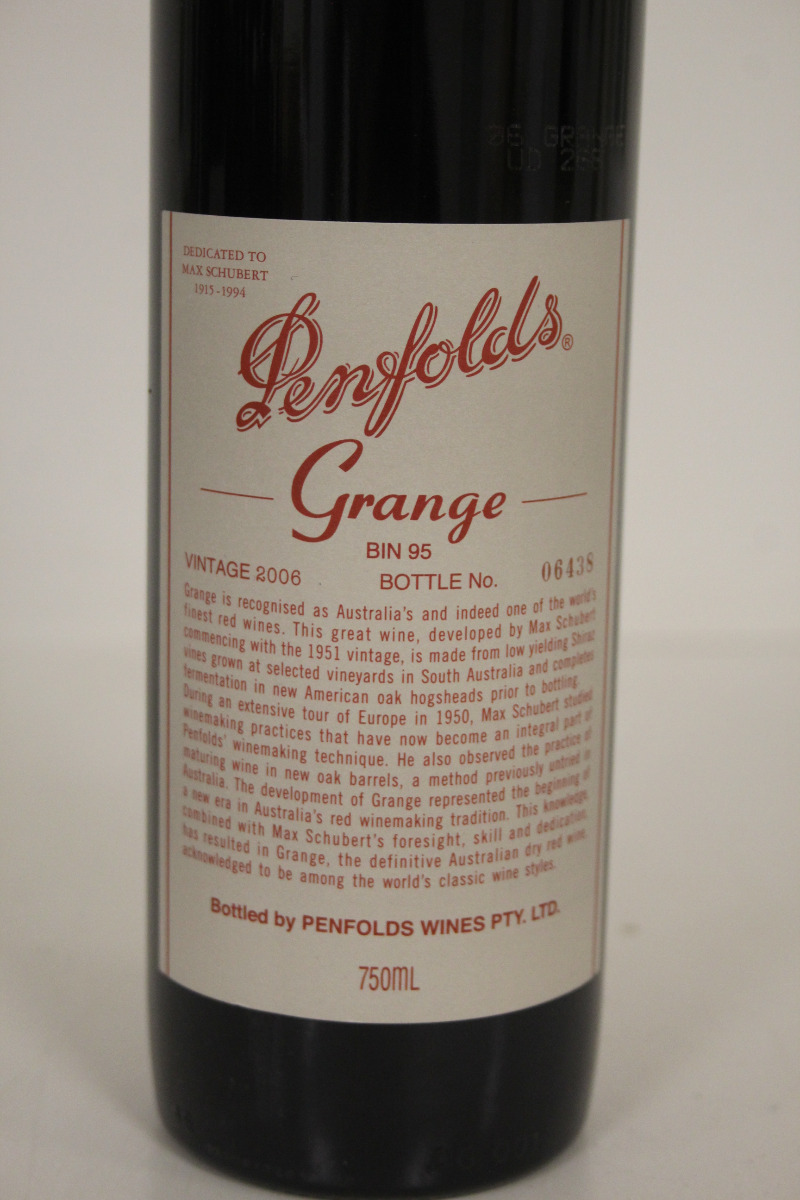 06 GRANGE
UD 268
DEDICATED TO
MAX SCHUBERT
1915-1994
Penfolds®
Grange
BIN 95
VINTAGE 2006 BOTTLE No. 06438
Grange is recognised as Australia's and indeed one of the world's
finest red wines. This great wine, developed by Max Schubert
commencing with the 1951 vintage, is made from low yielding Shiraz
vines grown at selected vineyards in South Australia and completes
fermentation in new American oak hogsheads prior to bottling.
During an extensive tour of Europe in 1950, Max Schubert studied
winemaking practices that have now become an integral part of
Penfolds' winemaking technique. He also observed the practice of
maturing wine in new oak barrels, a method previously untried in
Australia. The development of Grange represented the beginning of
a new era in Australia's red winemaking tradition. This knowledge,
combined with Max Schubert's foresight, skill and dedication,
has resulted in Grange, the definitive Australian dry red wine,
acknowledged to be among the world's classic wine styles.
Bottled by PENFOLDS WINES PTY. LTD.
750ML